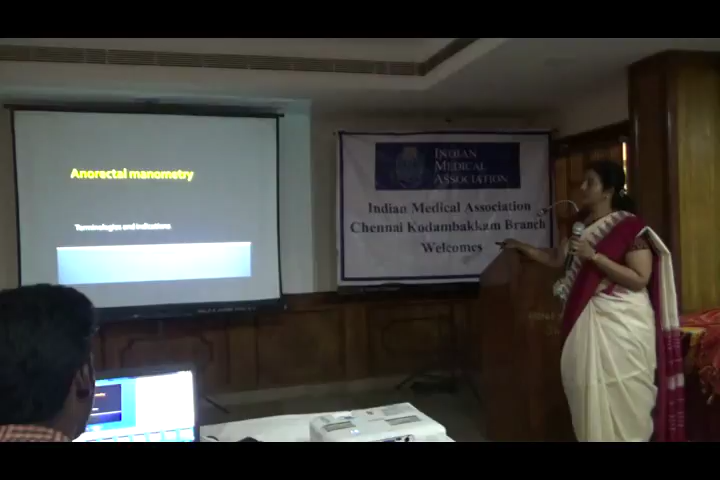 Anorectal manometry
Terminologies and indications
INDIAN
MEDICAL
ASSOCIATION
Indian Medical Association
Chennai Kodambakkam Branch
Welcomes